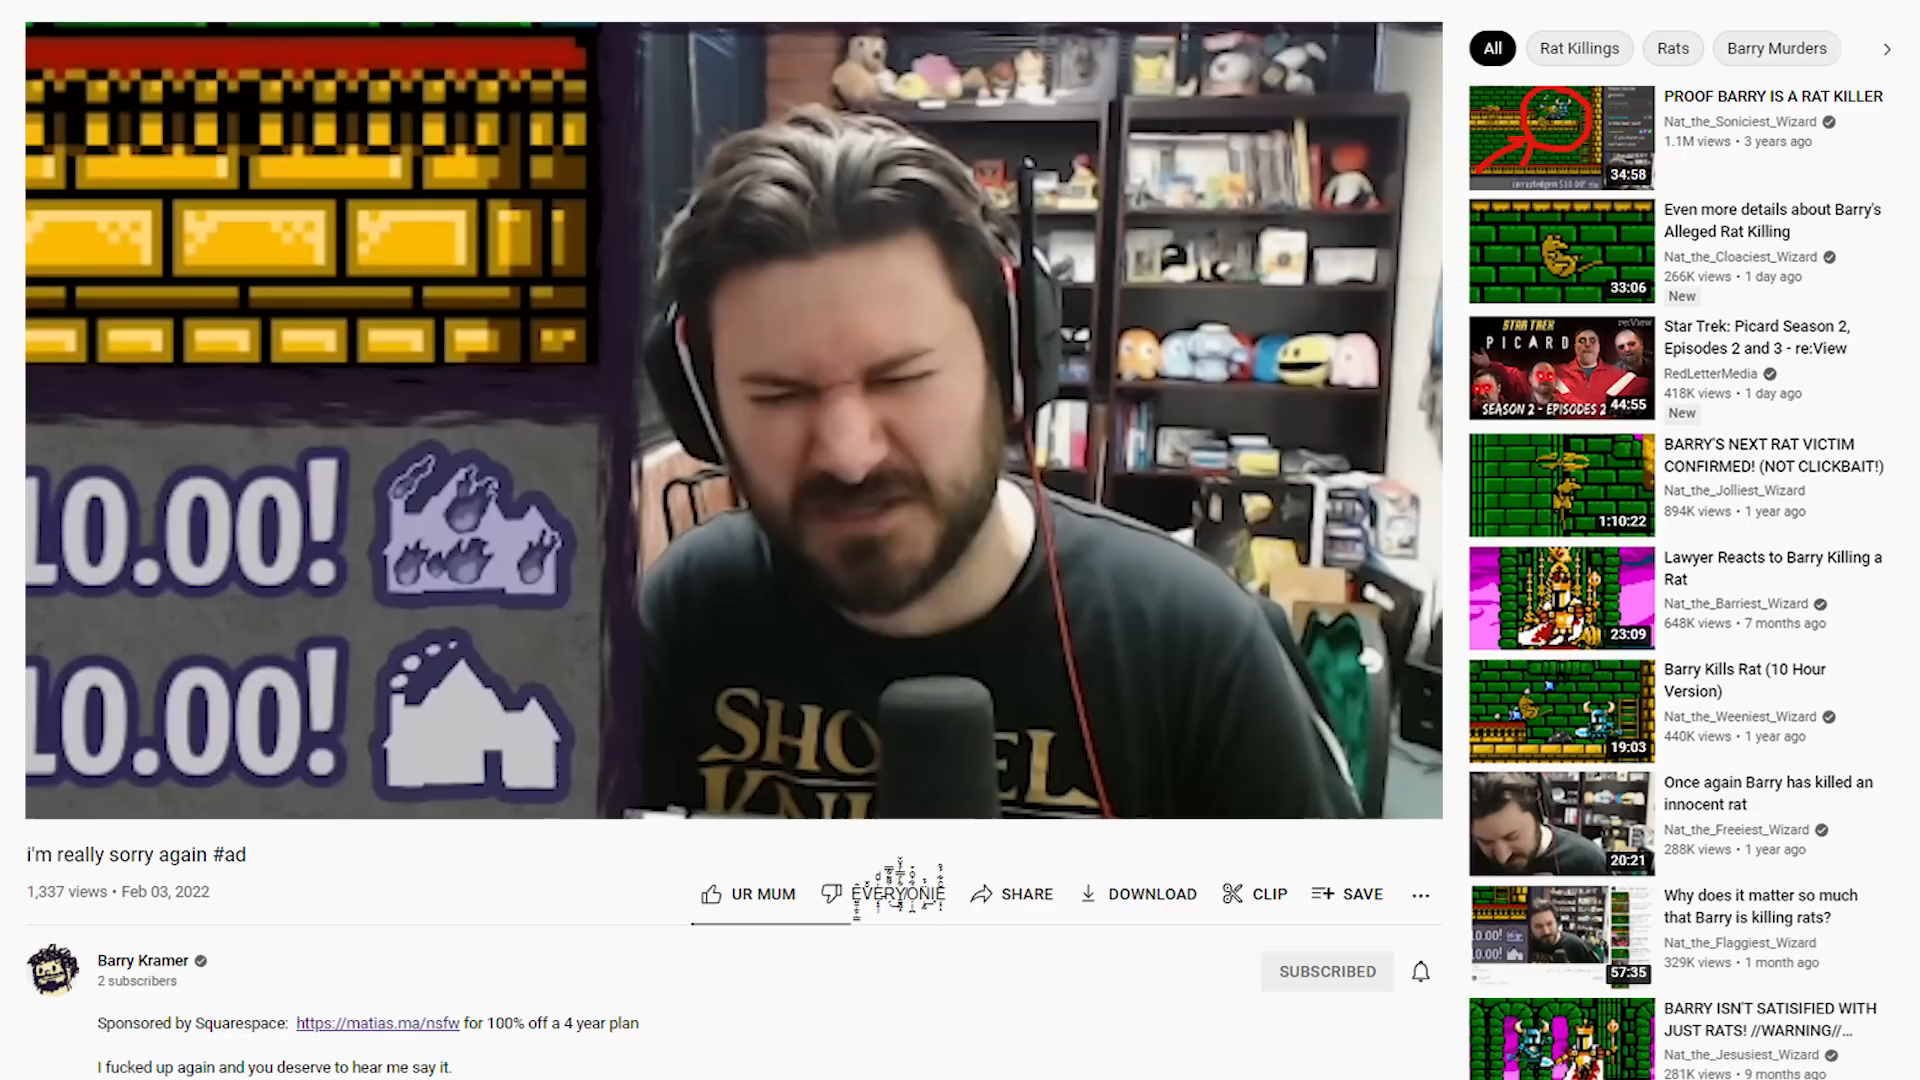 10.00!
10.00!
SHO EL
KNI
i'm really sorry again #ad
1,337 views • Feb 03, 2022
UR MUM
EVERYONE
SHARE
DOWNLOAD
CLIP
SAVE
Barry Kramer
2 subscribers
SUBSCRIBED
Sponsored by Squarespace: https://matias.ma/nsfw for 100% off a 4 year plan
I fucked up again and you deserve to hear me say it.
All
Rat Killings
Rats
Barry Murders
34:58
PROOF BARRY IS A RAT KILLER
Nat_the_Soniciest_Wizard
1.1M views • 3 years ago
33:06
Even more details about Barry's
Alleged Rat Killing
Nat_the_Cloaciest_Wizard
266K views • 1 day ago
New
STAR TREK
PICARD
re:View
SEASON 2 - EPISODES 2
44:55
Star Trek: Picard Season 2,
Episodes 2 and 3 - re:View
RedLetterMedia
418K views • 1 day ago
New
1:10:22
BARRY'S NEXT RAT VICTIM
CONFIRMED! (NOT CLICKBAIT!)
Nat_the_Jolliest_Wizard
894K views • 1 year ago
23:09
Lawyer Reacts to Barry Killing a
Rat
Nat_the_Barriest_Wizard
648K views • 7 months ago
19:03
Barry Kills Rat (10 Hour
Version)
Nat_the_Weeniest_Wizard
440K views • 1 year ago
20:21
Once again Barry has killed an
innocent rat
Nat_the_Freeiest_Wizard
288K views • 1 year ago
10.00!
10.00!
57:35
Why does it matter so much
that Barry is killing rats?
Nat_the_Flaggiest_Wizard
329K views • 1 month ago
BARRY ISN'T SATISIFIED WITH
JUST RATS! //WARNING//...
Nat_the_Jesusiest_Wizard
281K views • 9 months ago